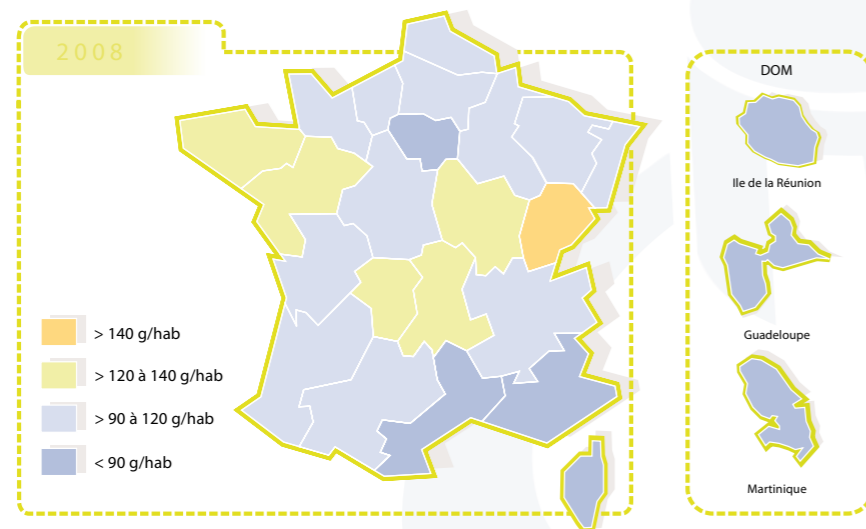 2008
DOM
Ile de la Réunion
Guadeloupe
Martinique
> 140 g/hab
> 120 à 140 g/hab
> 90 à 120 g/hab
< 90 g/hab